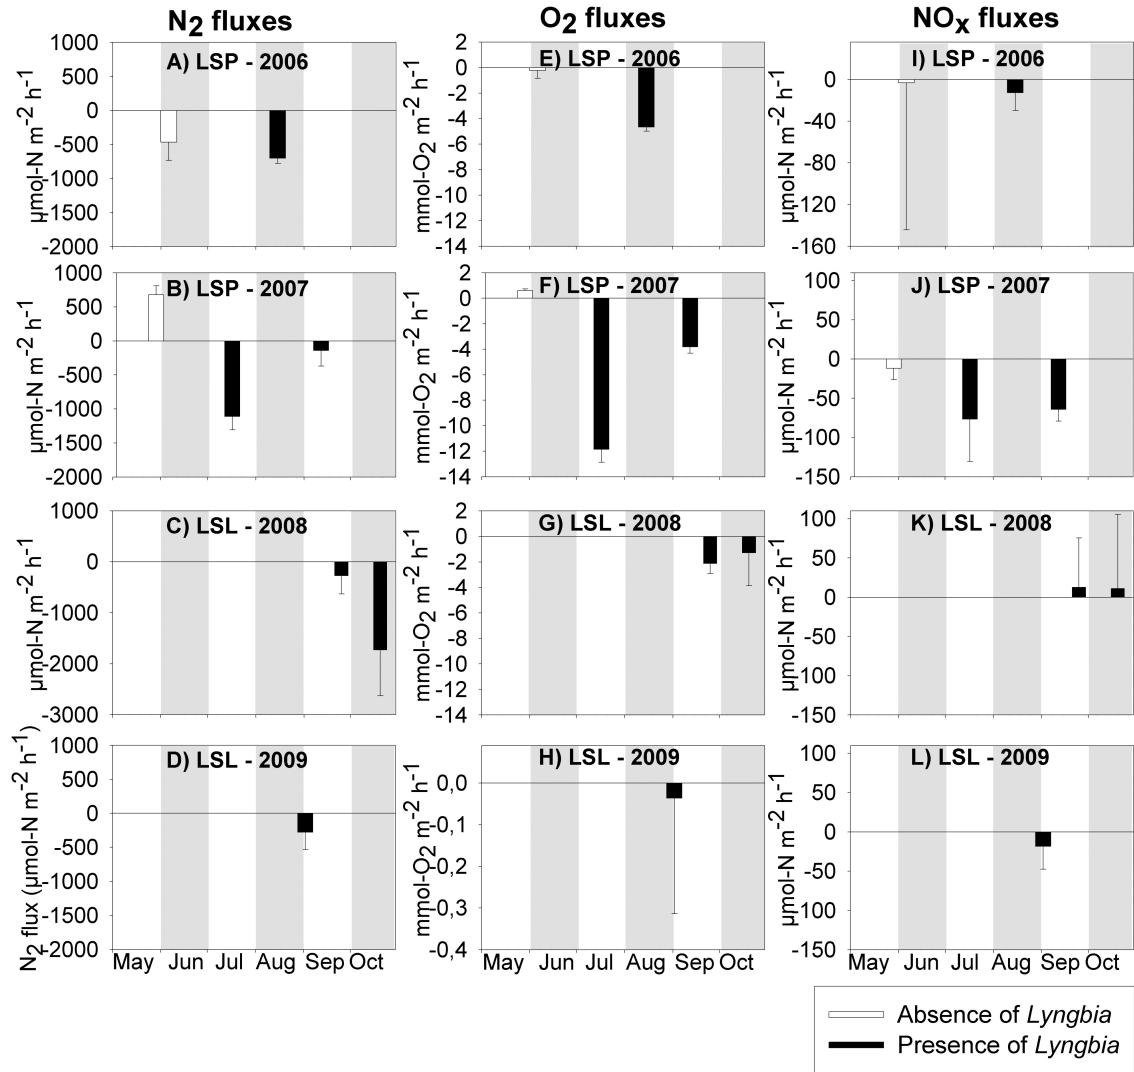 N2 fluxes
O2 fluxes
NOx fluxes
A) LSP - 2006
µmol-N m-2 h-1
1000
500
0
-500
-1000
-1500
-2000
E) LSP - 2006
mmol-O2 m-2 h-1
2
0
-2
-4
-6
-8
-10
-12
-14
I) LSP - 2006
µmol-N m-2 h-1
0
-40
-80
-120
-160
B) LSP - 2007
µmol-N m-2 h-1
1000
500
0
-500
-1000
-1500
-2000
F) LSP - 2007
mmol-O2 m-2 h-1
2
0
-2
-4
-6
-8
-10
-12
-14
J) LSP - 2007
µmol-N m-2 h-1
100
50
0
-50
-100
-150
C) LSL - 2008
µmol-N m-2 h-1
1000
0
-1000
-2000
-3000
G) LSL - 2008
mmol-O2 m-2 h-1
2
0
-2
-4
-6
-8
-10
-12
-14
K) LSL - 2008
µmol-N m-2 h-1
100
50
0
-50
-100
-150
D) LSL - 2009
N2 flux (µmol-N m-2 h-1)
1000
500
0
-500
-1000
-1500
-2000
May Jun Jul Aug Sep Oct
H) LSL - 2009
mmol-O2 m-2 h-1
0,0
-0,1
-0,2
-0,3
-0,4
May Jun Jul Aug Sep Oct
L) LSL - 2009
µmol-N m-2 h-1
100
50
0
-50
-100
-150
May Jun Jul Aug Sep Oct
Absence of Lyngbia
Presence of Lyngbia